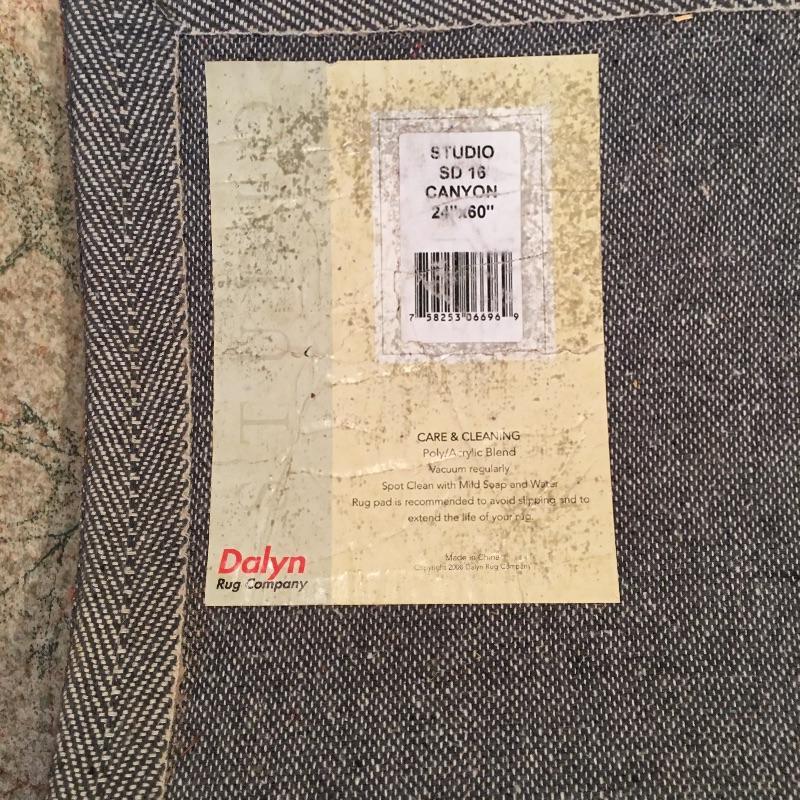 STUDIO
STUDIO
SD 16
CANYON
24"x60"
7 58253 06696 9
CARE & CLEANING
Poly/Acrylic Blend
Vacuum regularly
Spot Clean with Mild Soap and Water
Rug pad is recommended to avoid slipping and to
extend the life of your rug.
Dalyn
Rug Company
Made in China
Copyright 2006 Dalyn Rug Company